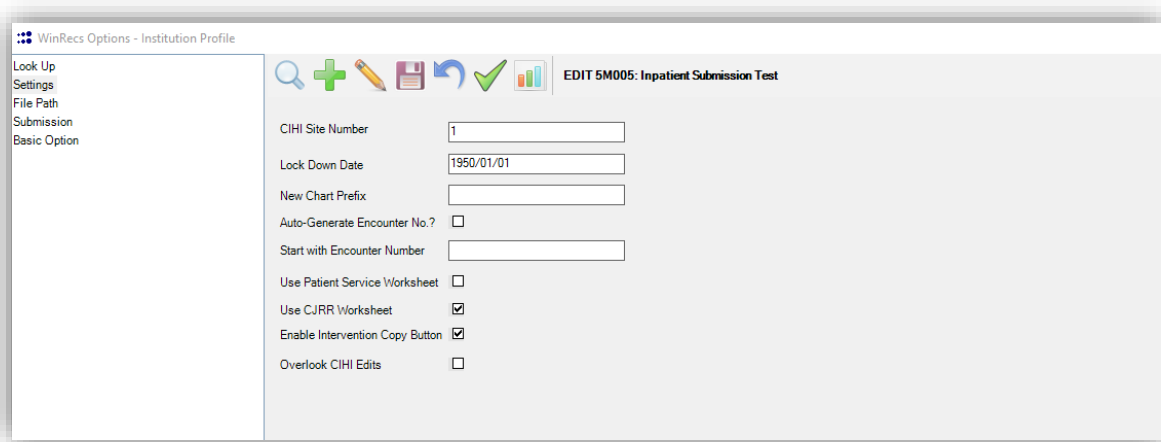 WinRecs Options - Institution Profile
Look Up
Settings
File Path
Submission
Basic Option
EDIT 5M005: Inpatient Submission Test
CIHI Site Number 1
Lock Down Date 1950/01/01
New Chart Prefix
Auto-Generate Encounter No.?
Start with Encounter Number
Use Patient Service Worksheet
Use CJRR Worksheet
Enable Intervention Copy Button
Overlook CIHI Edits